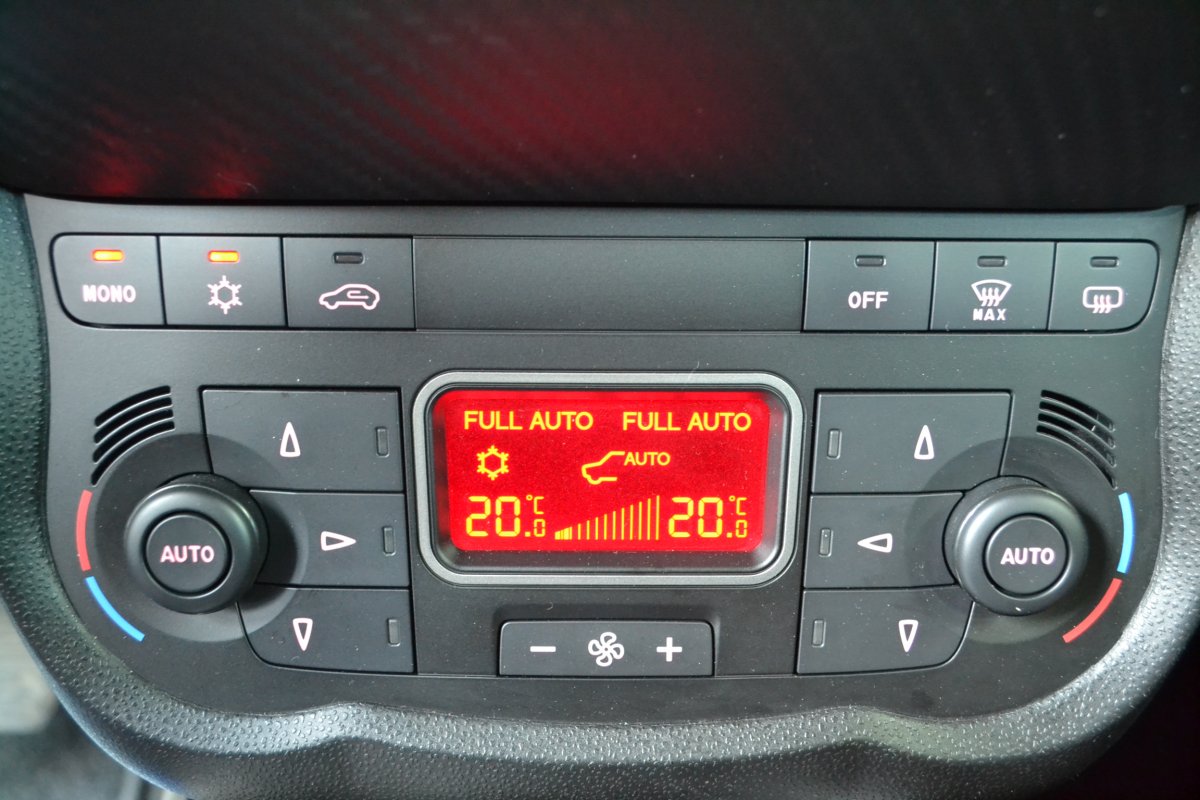 MONO
OFF
MAX
FULL AUTO FULL AUTO
AUTO
20.0 °C 20.0 °C
AUTO
AUTO
- +